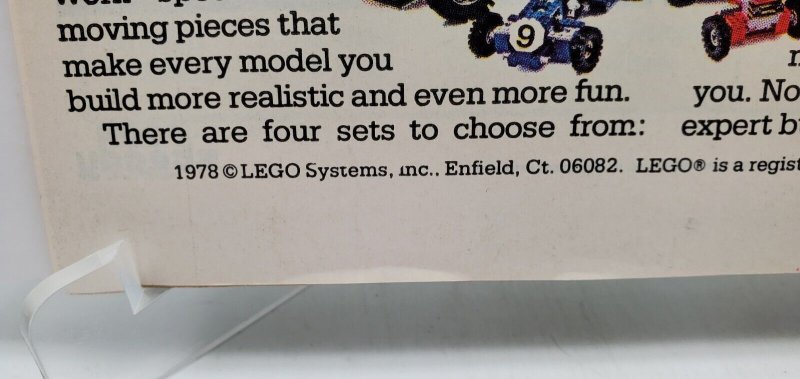 moving pieces that
make every model you
9
build more realistic and even more fun.
you. No
There are four sets to choose from:
expert b
1978 © LEGO Systems, inc.. Enfield, Ct. 06082. LEGO® is a regist